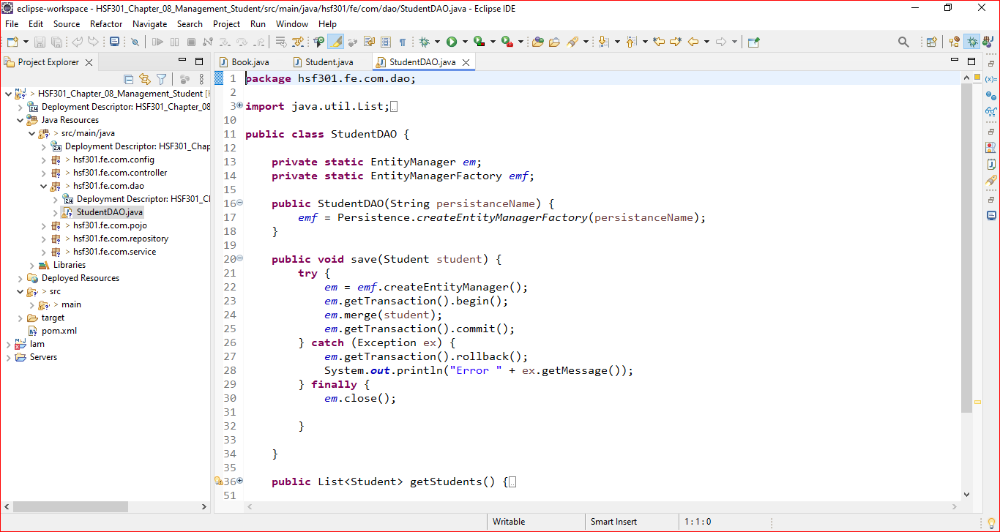 eclipse-workspace - HSF301_Chapter_08_Management_Student/src/main/java/hsf301/fe/com/dao/StudentDAO.java - Eclipse IDE
File Edit Source Refactor Navigate Search Project Run Window Help
Project Explorer
> HSF301_Chapter_08_Management_Student [
Deployment Descriptor: HSF301_Chapter_08
Java Resources
> src/main/java
Deployment Descriptor: HSF301_Chap
> hsf301.fe.com.config
> hsf301.fe.com.controller
> hsf301.fe.com.dao
Deployment Descriptor: HSF301_Cl
StudentDAO.java
> hsf301.fe.com.pojo
> hsf301.fe.com.repository
> hsf301.fe.com.service
Libraries
Deployed Resources
> src
> main
target
pom.xml
lam
Servers
Book.java Student.java StudentDAO.java
1 package hsf301.fe.com.dao;
2
3 import java.util.List;
10
11 public class StudentDAO {
12
13 private static EntityManager em;
14 private static EntityManagerFactory emf;
15
16 public StudentDAO(String persistanceName) {
17 emf = Persistence.createEntityManagerFactory(persistanceName);
18 }
19
20 public void save(Student student) {
21 try {
22 em = emf.createEntityManager();
23 em.getTransaction().begin();
24 em.merge(student);
25 em.getTransaction().commit();
26 } catch (Exception ex) {
27 em.getTransaction().rollback();
28 System.out.println("Error " + ex.getMessage());
29 } finally {
30 em.close();
31
32 }
33
34 }
35
36 public List<Student> getStudents() {
51
Writable Smart Insert 1 : 1 : 0